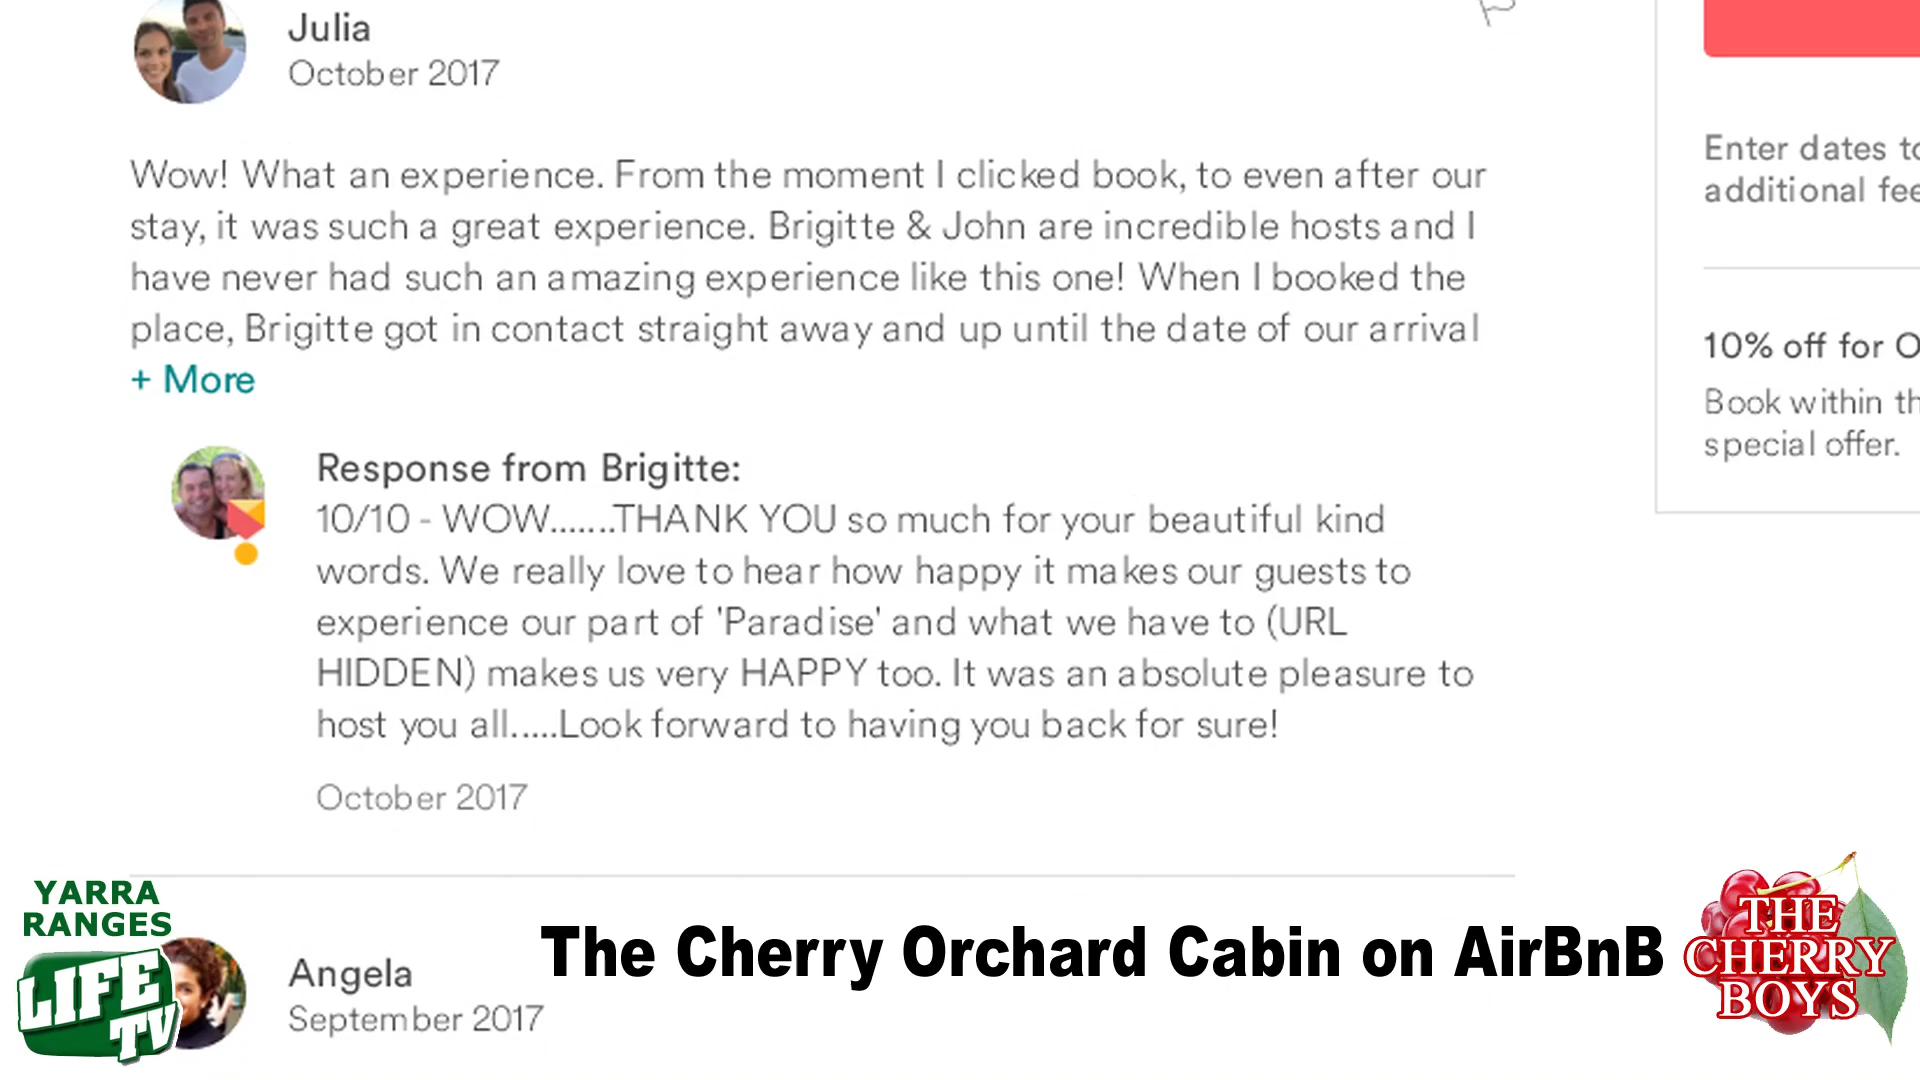 Julia
October 2017
Wow! What an experience. From the moment I clicked book, to even after our
stay, it was such a great experience. Brigitte & John are incredible hosts and I
have never had such an amazing experience like this one! When I booked the
place, Brigitte got in contact straight away and up until the date of our arrival
+ More
Response from Brigitte:
10/10 - WOW.......THANK YOU so much for your beautiful kind
words. We really love to hear how happy it makes our guests to
experience our part of 'Paradise' and what we have to (URL
HIDDEN) makes us very HAPPY too. It was an absolute pleasure to
host you all.....Look forward to having you back for sure!
October 2017
Enter dates to
additional fee
10% off for O
Book within th
special offer.
Angela
September 2017
YARRA
RANGES
LIFE
TV
The Cherry Orchard Cabin on AirBnB
THE
CHERRY
BOYS